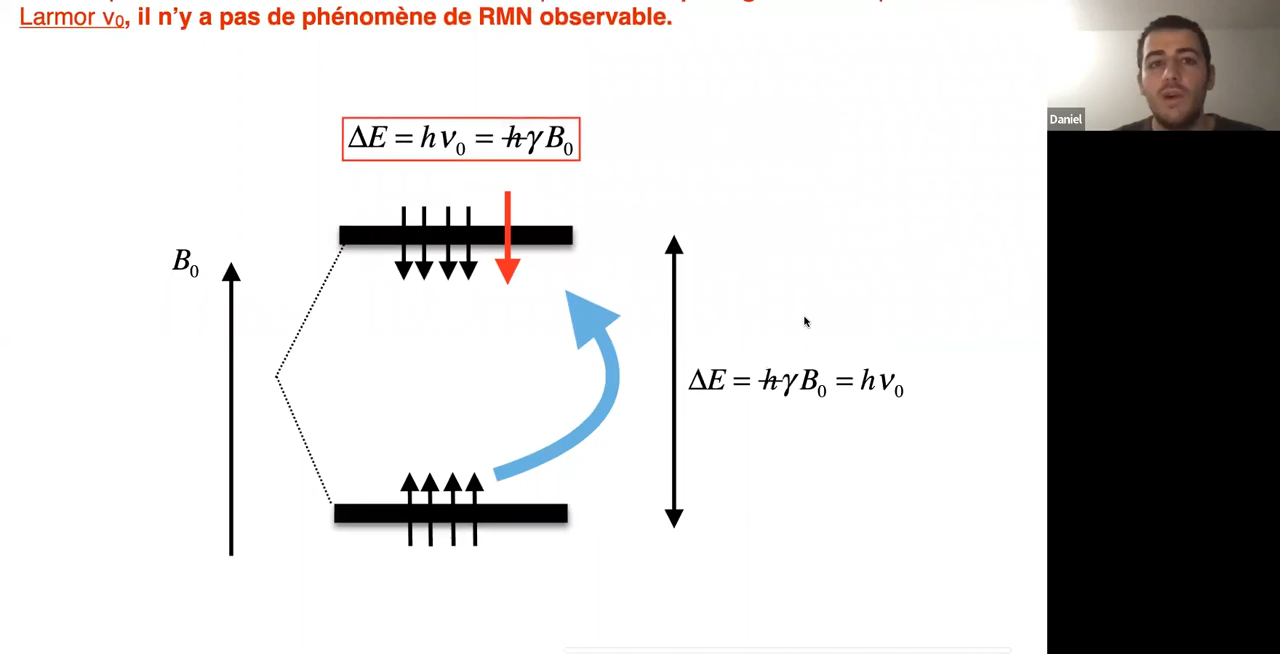 Larmor ν₀, il n’y a pas de phénomène de RMN observable.
Daniel
ΔE = hν₀ = ħγB₀
B₀
ΔE = ħγB₀ = hν₀